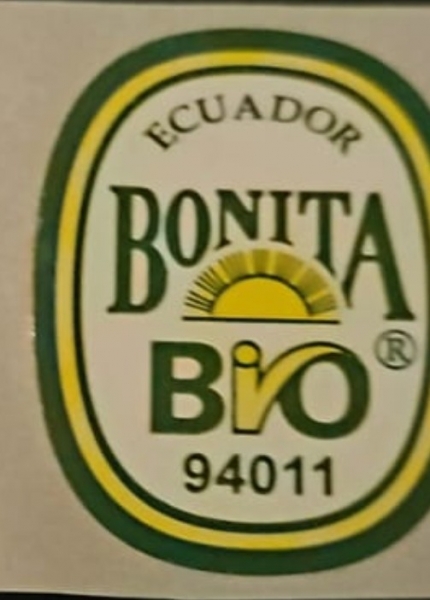 ECUADOR
BONITA
BIO ®
94011